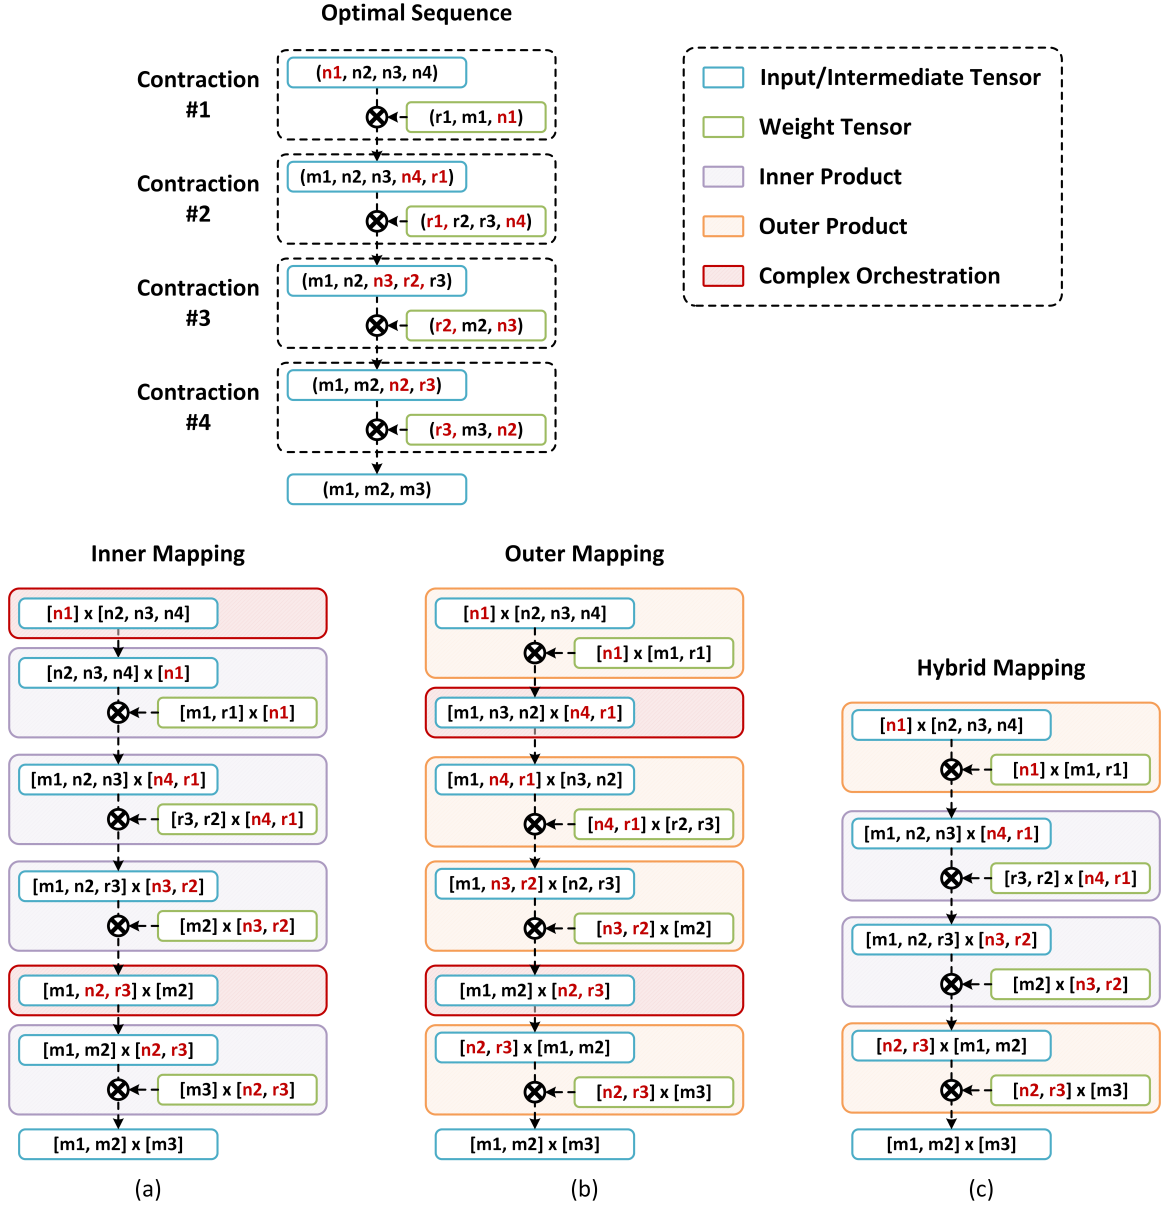 Optimal Sequence
Contraction
#1
(n1, n2, n3, n4)
(r1, m1, n1)
Contraction
#2
(m1, n2, n3, n4, r1)
(r1, r2, r3, n4)
Contraction
#3
(m1, n2, n3, r2, r3)
(r2, m2, n3)
Contraction
#4
(m1, m2, n2, r3)
(r3, m3, n2)
(m1, m2, m3)
Input/Intermediate Tensor
Weight Tensor
Inner Product
Outer Product
Complex Orchestration
Inner Mapping
[n1] x [n2, n3, n4]
[n2, n3, n4] x [n1]
[m1, r1] x [n1]
[m1, n2, n3] x [n4, r1]
[r3, r2] x [n4, r1]
[m1, n2, r3] x [n3, r2]
[m2] x [n3, r2]
[m1, n2, r3] x [m2]
[m1, m2] x [n2, r3]
[m3] x [n2, r3]
[m1, m2] x [m3]
(a)
Outer Mapping
[n1] x [n2, n3, n4]
[n1] x [m1, r1]
[m1, n3, n2] x [n4, r1]
[m1, n4, r1] x [n3, n2]
[n4, r1] x [r2, r3]
[m1, n3, r2] x [n2, r3]
[n3, r2] x [m2]
[m1, m2] x [n2, r3]
[n2, r3] x [m1, m2]
[n2, r3] x [m3]
[m1, m2] x [m3]
(b)
Hybrid Mapping
[n1] x [n2, n3, n4]
[n1] x [m1, r1]
[m1, n2, n3] x [n4, r1]
[r3, r2] x [n4, r1]
[m1, n2, r3] x [n3, r2]
[m2] x [n3, r2]
[n2, r3] x [m1, m2]
[n2, r3] x [m3]
[m1, m2] x [m3]
(c)